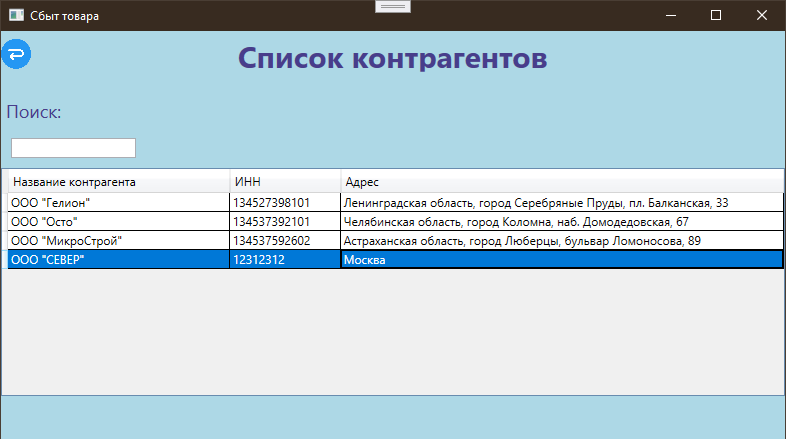 Сбыт товара
Список контрагентов
Поиск:
Название контрагента ИНН Адрес
ООО "Гелион" 134527398101 Ленинградская область, город Серебряные Пруды, пл. Балканская, 33
ООО "Осто" 134537392101 Челябинская область, город Коломна, наб. Домодедовская, 67
ООО "МикроСтрой" 134537592602 Астраханская область, город Люберцы, бульвар Ломоносова, 89
ООО "СЕВЕР" 12312312 Москва